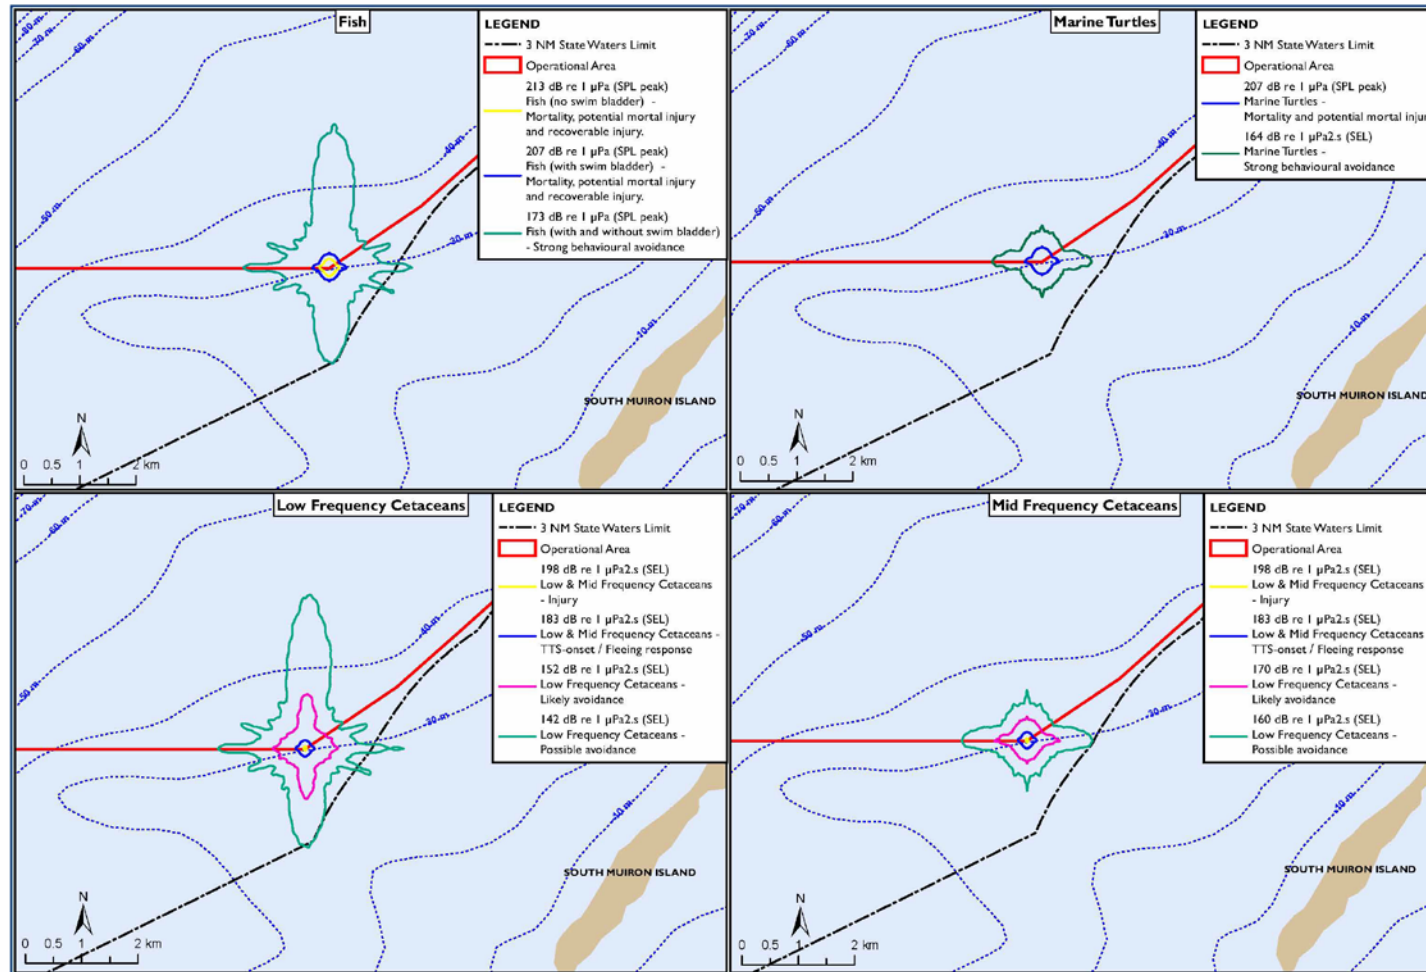 Fish
LEGEND
3 NM State Waters Limit
Operational Area
213 dB re 1 µPa (SPL peak)
Fish (no swim bladder) -
Mortality, potential mortal injury
and recoverable injury.
207 dB re 1 µPa (SPL peak)
Fish (with swim bladder) -
Mortality, potential mortal injury
and recoverable injury.
173 dB re 1 µPa (SPL peak)
Fish (with and without swim bladder)
- Strong behavioural avoidance
-70 m
-60 m
-50 m
-40 m
-20 m
-10 m
SOUTH MUIRON ISLAND
N
0 0.5 1 2 km
Marine Turtles
LEGEND
3 NM State Waters Limit
Operational Area
207 dB re 1 µPa (SPL peak)
Marine Turtles -
Mortality and potential mortal injur
164 dB re 1 µPa2.s (SEL)
Marine Turtles -
Strong behavioural avoidance
-70 m
-60 m
-50 m
-40 m
-20 m
-10 m
SOUTH MUIRON ISLAND
N
0 0.5 1 2 km
Low Frequency Cetaceans
LEGEND
3 NM State Waters Limit
Operational Area
198 dB re 1 µPa2.s (SEL)
Low & Mid Frequency Cetaceans
- Injury
183 dB re 1 µPa2.s (SEL)
Low & Mid Frequency Cetaceans -
TTS-onset / Fleeing response
152 dB re 1 µPa2.s (SEL)
Low Frequency Cetaceans -
Likely avoidance
142 dB re 1 µPa2.s (SEL)
Low Frequency Cetaceans -
Possible avoidance
-70 m
-60 m
-50 m
-40 m
-20 m
-10 m
SOUTH MUIRON ISLAND
N
0 0.5 1 2 km
Mid Frequency Cetaceans
LEGEND
3 NM State Waters Limit
Operational Area
198 dB re 1 µPa2.s (SEL)
Low & Mid Frequency Cetaceans
- Injury
183 dB re 1 µPa2.s (SEL)
Low & Mid Frequency Cetaceans
TTS-onset / Fleeing response
170 dB re 1 µPa2.s (SEL)
Low Frequency Cetaceans -
Likely avoidance
160 dB re 1 µPa2.s (SEL)
Low Frequency Cetaceans -
Possible avoidance
-70 m
-60 m
-50 m
-40 m
-20 m
-10 m
SOUTH MUIRON ISLAND
N
0 0.5 1 2 km